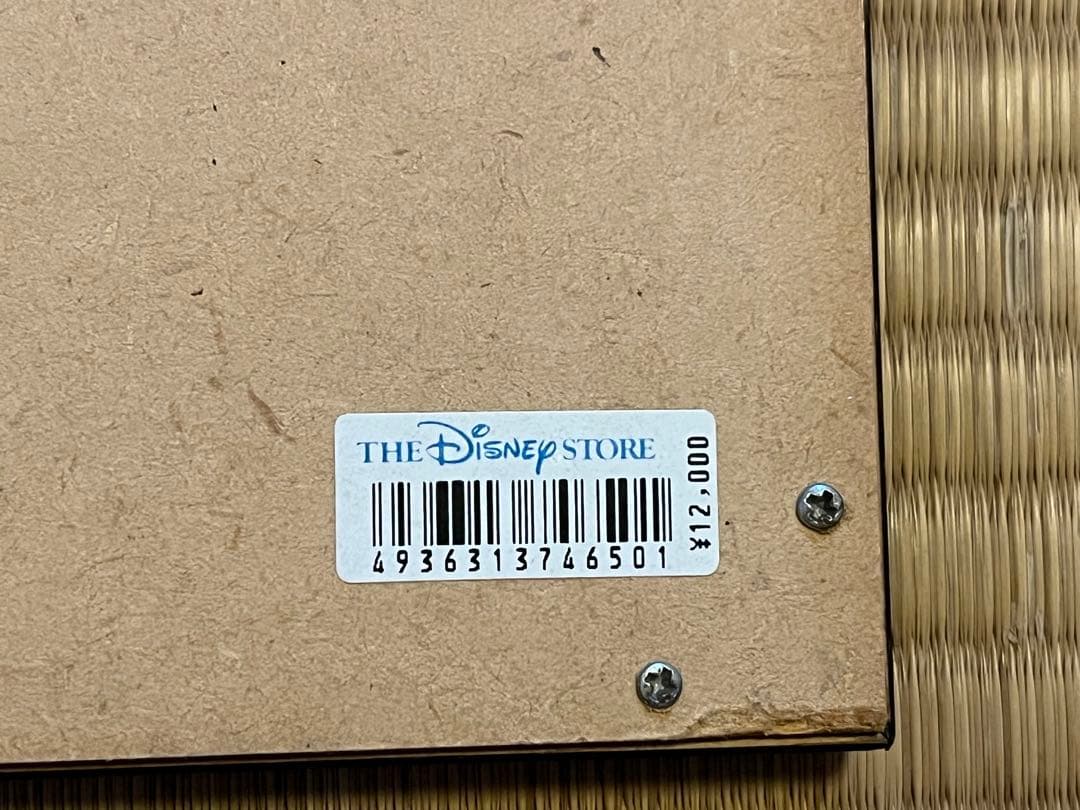 THE DISNEY STORE
4936313746501
¥12,000